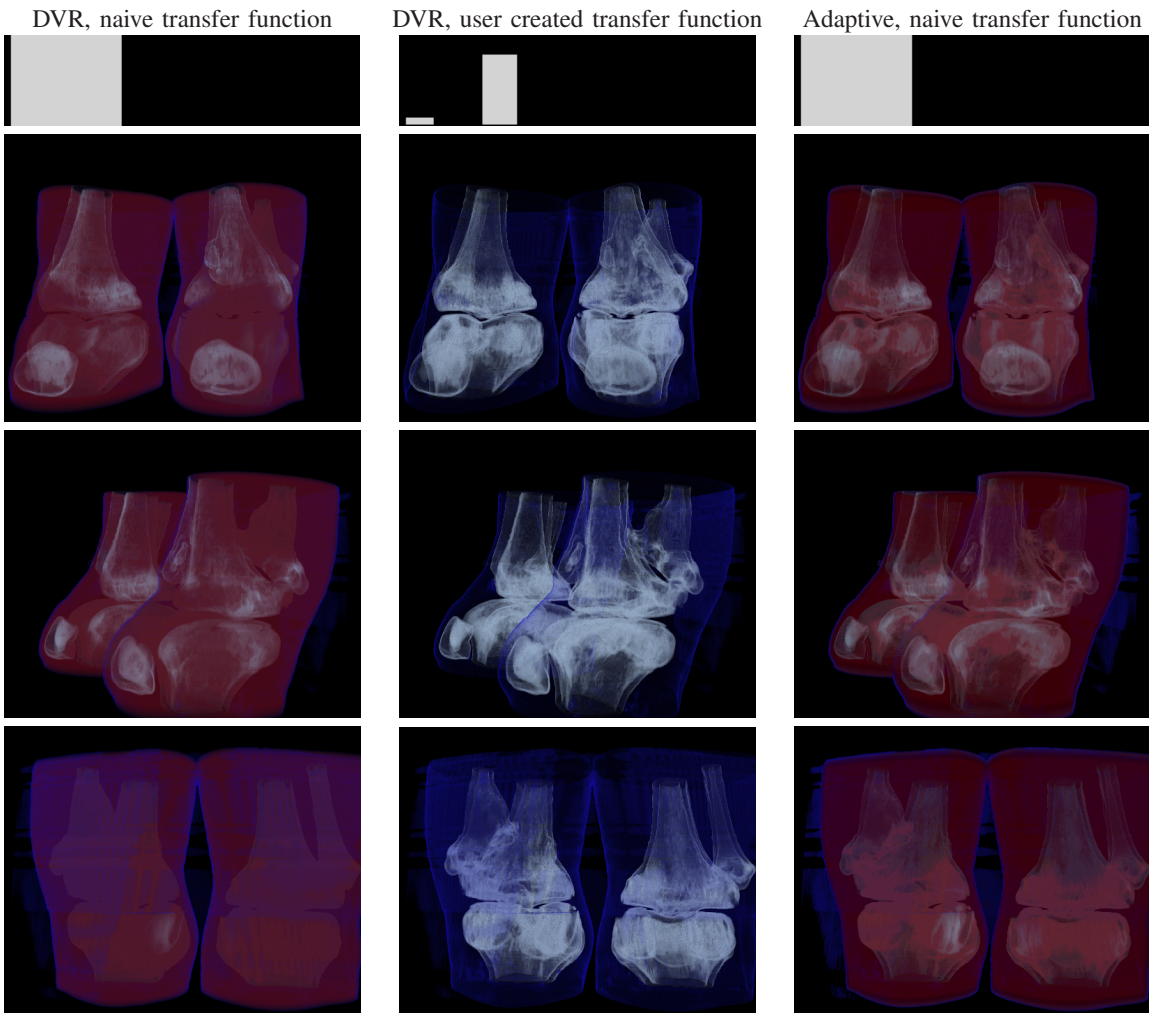 DVR, naive transfer function
DVR, user created transfer function
Adaptive, naive transfer function